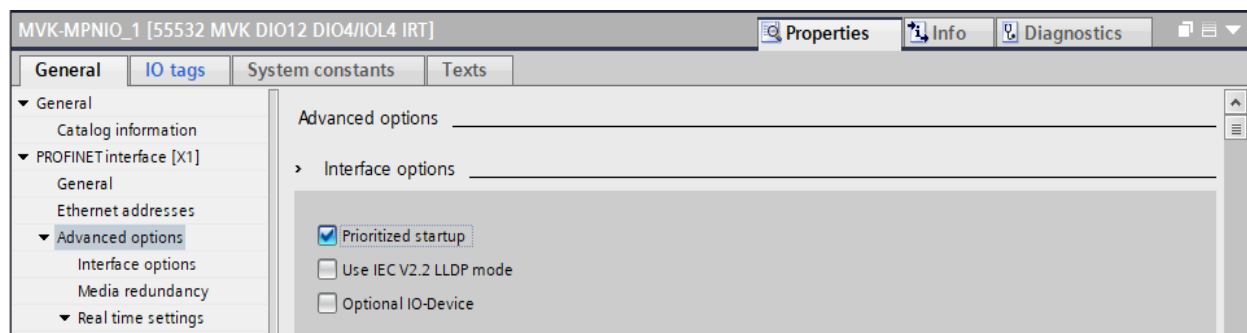 MVK-MPNIO_1 [55532 MVK DIO12 DIO4/IOL4 IRT] Properties Info Diagnostics
General IO tags System constants Texts
General
Catalog information
PROFINET interface [X1]
General
Ethernet addresses
Advanced options
Interface options
Media redundancy
Real time settings
Advanced options
Interface options
Prioritized startup
Use IEC V2.2 LLDP mode
Optional IO-Device